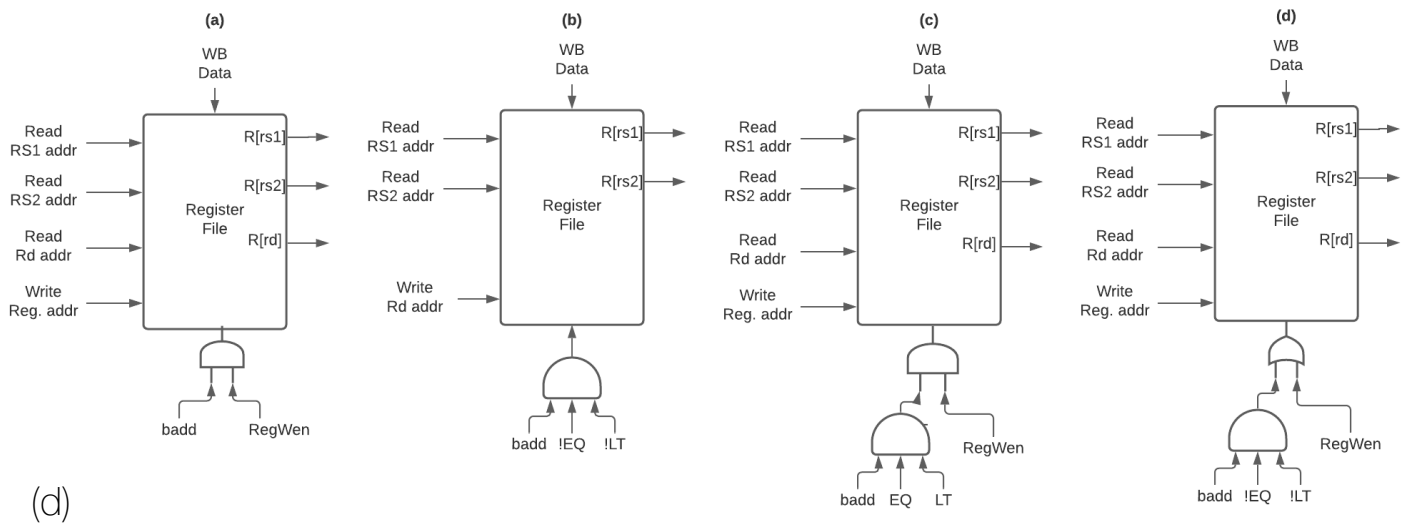 (a)
WB
Data
Read
RS1 addr
Read
RS2 addr
Read
Rd addr
Write
Reg. addr
R[rs1]
R[rs2]
Register
File
R[rd]
badd
RegWen
(b)
WB
Data
Read
RS1 addr
Read
RS2 addr
Write
Rd addr
R[rs1]
R[rs2]
Register
File
badd !EQ !LT
(c)
WB
Data
Read
RS1 addr
Read
RS2 addr
Read
Rd addr
Write
Reg. addr
R[rs1]
R[rs2]
Register
File
R[rd]
RegWen
badd EQ LT
(d)
WB
Data
Read
RS1 addr
Read
RS2 addr
Read
Rd addr
Write
Reg. addr
R[rs1]
R[rs2]
Register
File
R[rd]
RegWen
badd !EQ !LT
(d)